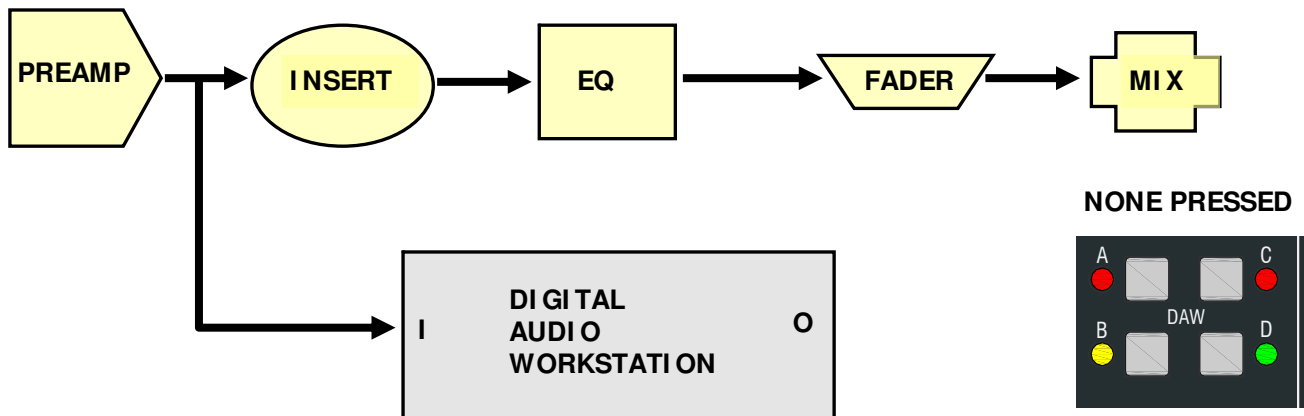 PREAMP
INSERT
EQ
FADER
MIX
NONE PRESSED
A
C
DAW
B
D
I
DIGITAL
AUDIO
WORKSTATION
O